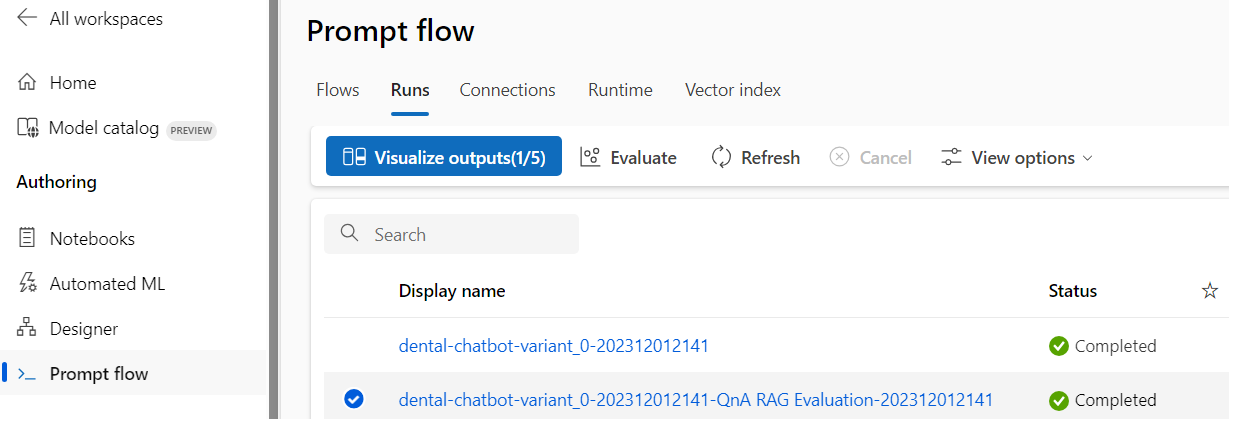 All workspaces
Home
Model catalog PREVIEW
Authoring
Notebooks
Automated ML
Designer
Prompt flow
Prompt flow
Flows Runs Connections Runtime Vector index
Visualize outputs(1/5) Evaluate Refresh Cancel View options
Search
Display name Status
dental-chatbot-variant_0-202312012141 Completed
dental-chatbot-variant_0-202312012141-QnA RAG Evaluation-202312012141 Completed